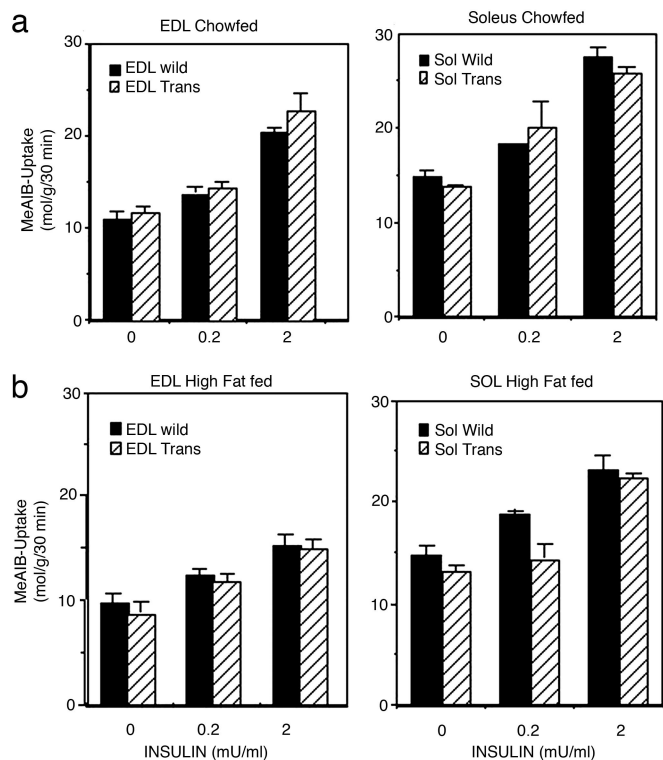 a
EDL Chowfed
30
EDL wild
EDL Trans
20
MeAIB-Uptake
(mol/g/30 min)
10
0
0 0.2 2
Soleus Chowfed
30
Sol Wild
Sol Trans
20
10
0
0 0.2 2
b
EDL High Fat fed
30
EDL wild
EDL Trans
20
MeAIB-Uptake
(mol/g/30 min)
10
0
0 0.2 2
INSULIN (mU/ml)
SOL High Fat fed
30
Sol Wild
Sol Trans
20
10
0
0 0.2 2
INSULIN (mU/ml)